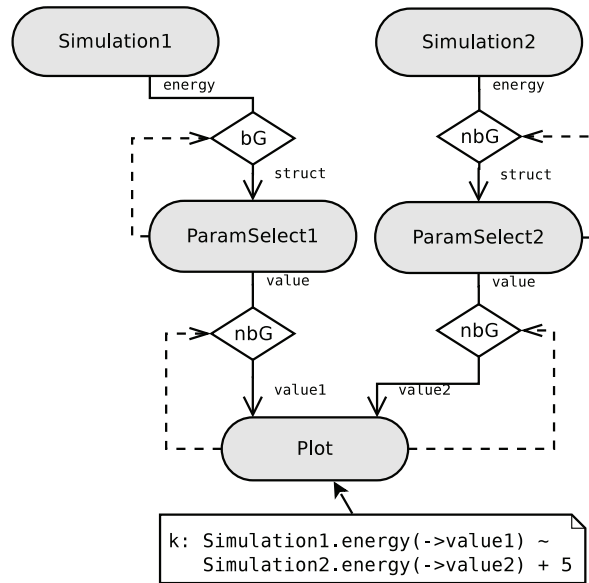 Simulation1
Simulation2
energy
energy
bG
nbG
struct
struct
ParamSelect1
ParamSelect2
value
value
nbG
nbG
value1
value2
Plot
k: Simulation1.energy(->value1) ~
Simulation2.energy(->value2) + 5